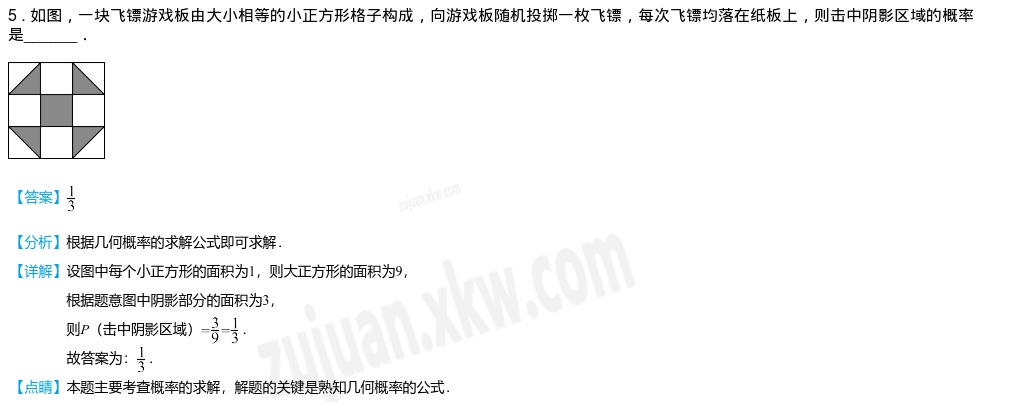 5．如图，一块飞镖游戏板由大小相等的小正方形格子构成，向游戏板随机投掷一枚飞镖，每次飞镖均落在纸板上，则击中阴影区域的概率
是_______．
【答案】1/3
zujuan.xkw.com
【分析】根据几何概率的求解公式即可求解．
【详解】设图中每个小正方形的面积为1，则大正方形的面积为9，
根据题意图中阴影部分的面积为3，
则P（击中阴影区域）=3/9=1/3．
故答案为：1/3．
zujuan.xkw.com
【点睛】本题主要考查概率的求解，解题的关键是熟知几何概率的公式．